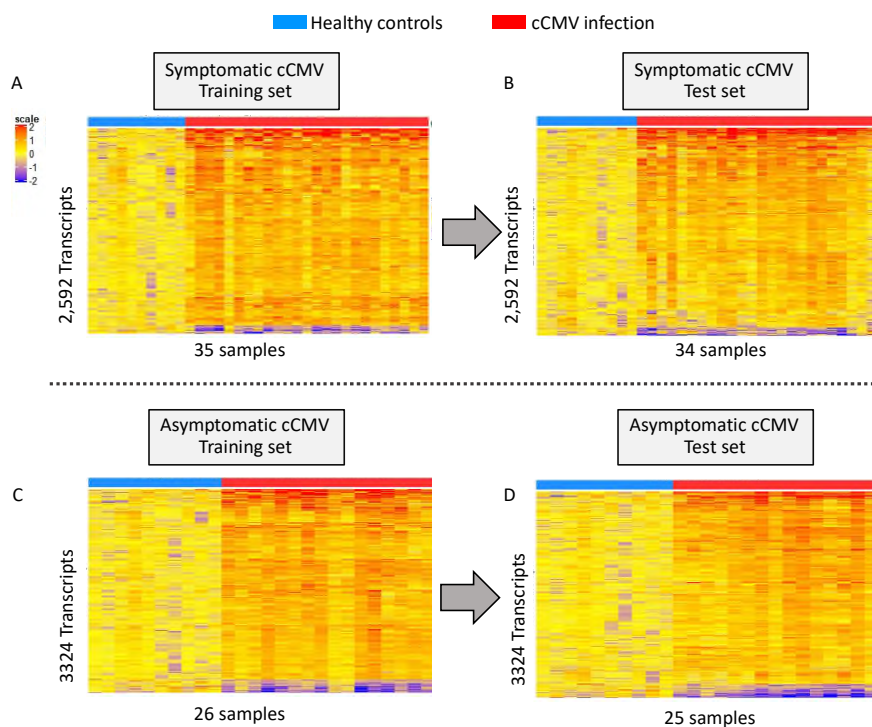 Healthy controls
cCMV infection
A
Symptomatic cCMV
Training set
B
Symptomatic cCMV
Test set
scale
2
1
0
-1
-2
2,592 Transcripts
35 samples
2,592 Transcripts
34 samples
C
Asymptomatic cCMV
Training set
D
Asymptomatic cCMV
Test set
3324 Transcripts
26 samples
3324 Transcripts
25 samples